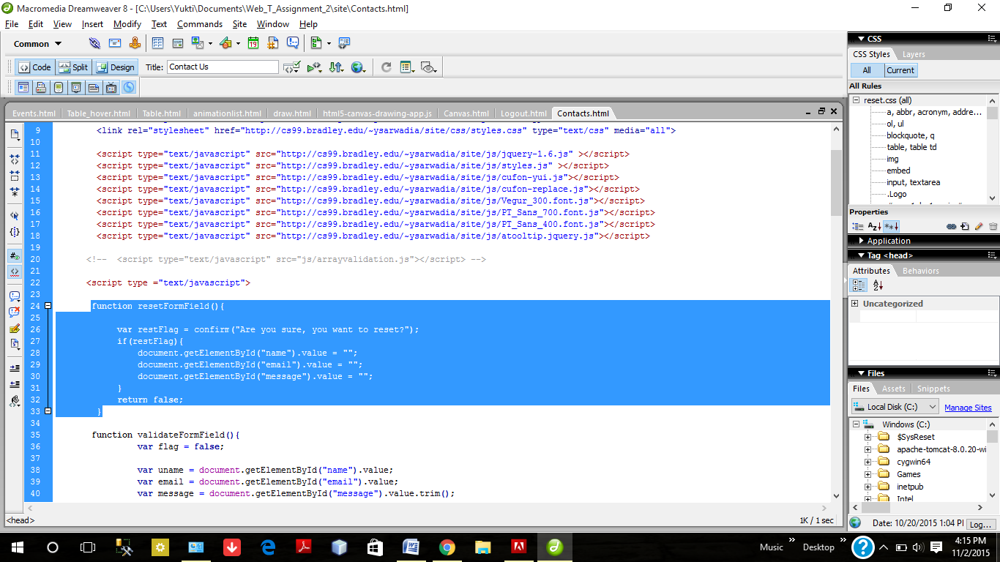 Macromedia Dreamweaver 8 - [C:\Users\Yukti\Documents\Web_T_Assignment_2\site\Contacts.html]
File Edit View Insert Modify Text Commands Site Window Help
Common
Code Split Design Title: Contact Us
Events.html Table_hover.html Table.html animationlist.html draw.html html5-canvas-drawing-app.js Canvas.html Logout.html Contacts.html
9 <link rel="stylesheet" href="http://cs99.bradley.edu/~ysarwadia/site/css/styles.css" type="text/css" media="all">
10
11 <script type="text/javascript" src="http://cs99.bradley.edu/~ysarwadia/site/js/jquery-1.6.js" ></script>
12 <script type="text/javascript" src="http://cs99.bradley.edu/~ysarwadia/site/js/styles.js" ></script>
13 <script type="text/javascript" src="http://cs99.bradley.edu/~ysarwadia/site/js/cufon-yui.js"></script>
14 <script type="text/javascript" src="http://cs99.bradley.edu/~ysarwadia/site/js/cufon-replace.js"></script>
15 <script type="text/javascript" src="http://cs99.bradley.edu/~ysarwadia/site/js/Vegur_300.font.js"></script>
16 <script type="text/javascript" src="http://cs99.bradley.edu/~ysarwadia/site/js/PT_Sans_700.font.js"></script>
17 <script type="text/javascript" src="http://cs99.bradley.edu/~ysarwadia/site/js/PT_Sans_400.font.js"></script>
18 <script type="text/javascript" src="http://cs99.bradley.edu/~ysarwadia/site/js/atooltip.jquery.js"></script>
19
20 <!-- <script type="text/javascript" src="js/arrayvalidation.js"></script> -->
21
22 <script type ="text/javascript">
23
24 function resetFormField(){
25
26 var restFlag = confirm("Are you sure, you want to reset?");
27 if(restFlag){
28 document.getElementById("name").value = "";
29 document.getElementById("email").value = "";
30 document.getElementById("message").value = "";
31 }
32 return false;
33 }
34
35 function validateFormField(){
36 var flag = false;
37
38 var uname = document.getElementById("name").value;
39 var email = document.getElementById("email").value;
40 var message = document.getElementById("message").value.trim();
<head>
1K / 1 sec
CSS
CSS Styles Layers
All Current
All Rules
reset.css (all)
a, abbr, acronym, addre...
ol, ul
blockquote, q
table, table td
img
embed
input, textarea
.Logo
Properties
Application
Tag <head>
Attributes Behaviors
Uncategorized
Files
Files Assets Snippets
Local Disk (C:) Manage Sites
Windows (C:)
$SysReset
apache-tomcat-8.0.20-wi
cygwin64
Games
inetpub
Intel
Date: 10/20/2015 1:04 PI Log...
Music » Desktop »
4:15 PM
11/2/2015